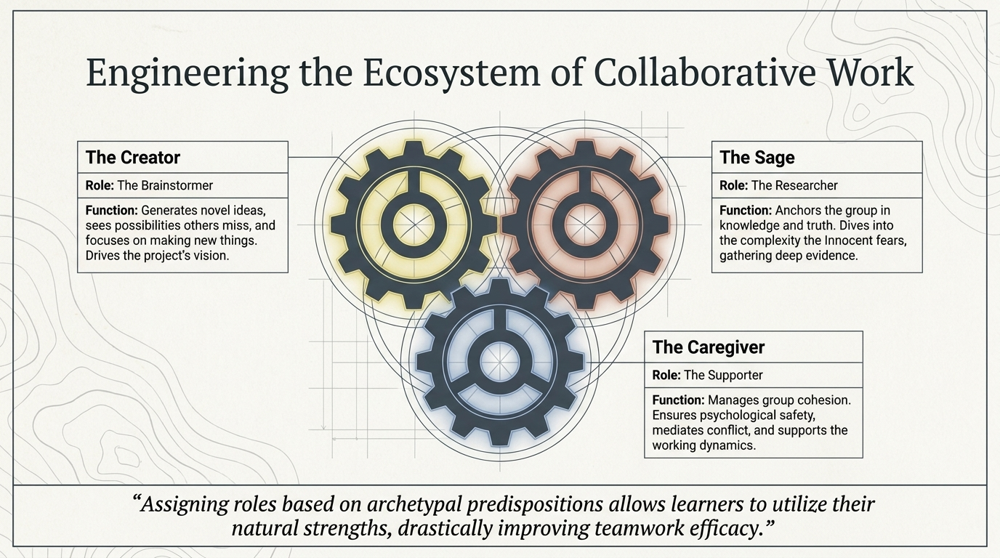 Engineering the Ecosystem of Collaborative Work
The Creator
Role: The Brainstormer
Function: Generates novel ideas,
sees possibilities others miss, and
focuses on making new things.
Drives the project's vision.
The Sage
Role: The Researcher
Function: Anchors the group in
knowledge and truth. Dives into
the complexity the Innocent fears,
gathering deep evidence.
The Caregiver
Role: The Supporter
Function: Manages group cohesion.
Ensures psychological safety,
mediates conflict, and supports the
working dynamics.
“Assigning roles based on archetypal predispositions allows learners to utilize their
natural strengths, drastically improving teamwork efficacy.”